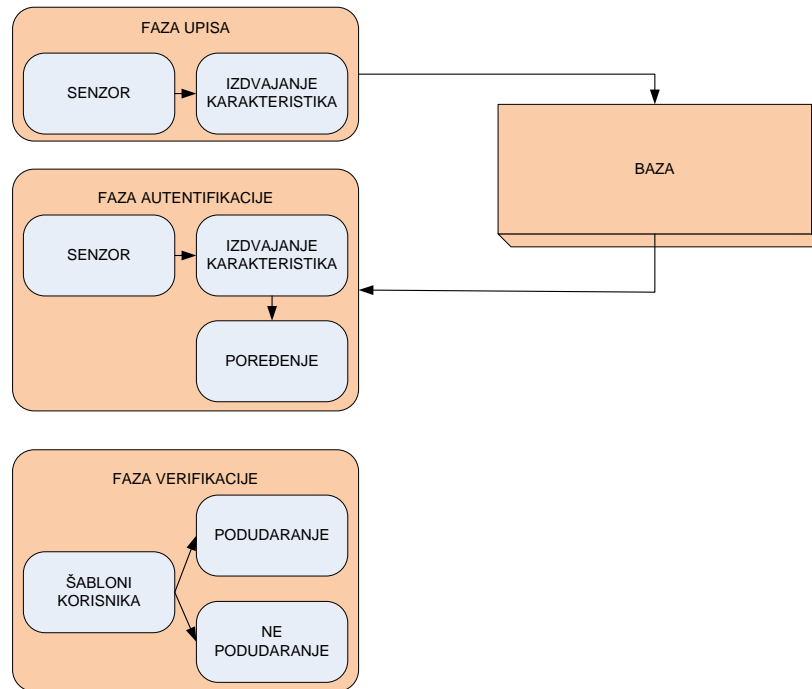 FAZA UPISA
SENZOR
IZDVAJANJE
KARAKTERISTIKA
BAZA
FAZA AUTENTIFIKACIJE
SENZOR
IZDVAJANJE
KARAKTERISTIKA
POREĐENJE
FAZA VERIFIKACIJE
PODUDARANJE
ŠABLONI
KORISNIKA
NE
PODUDARANJE